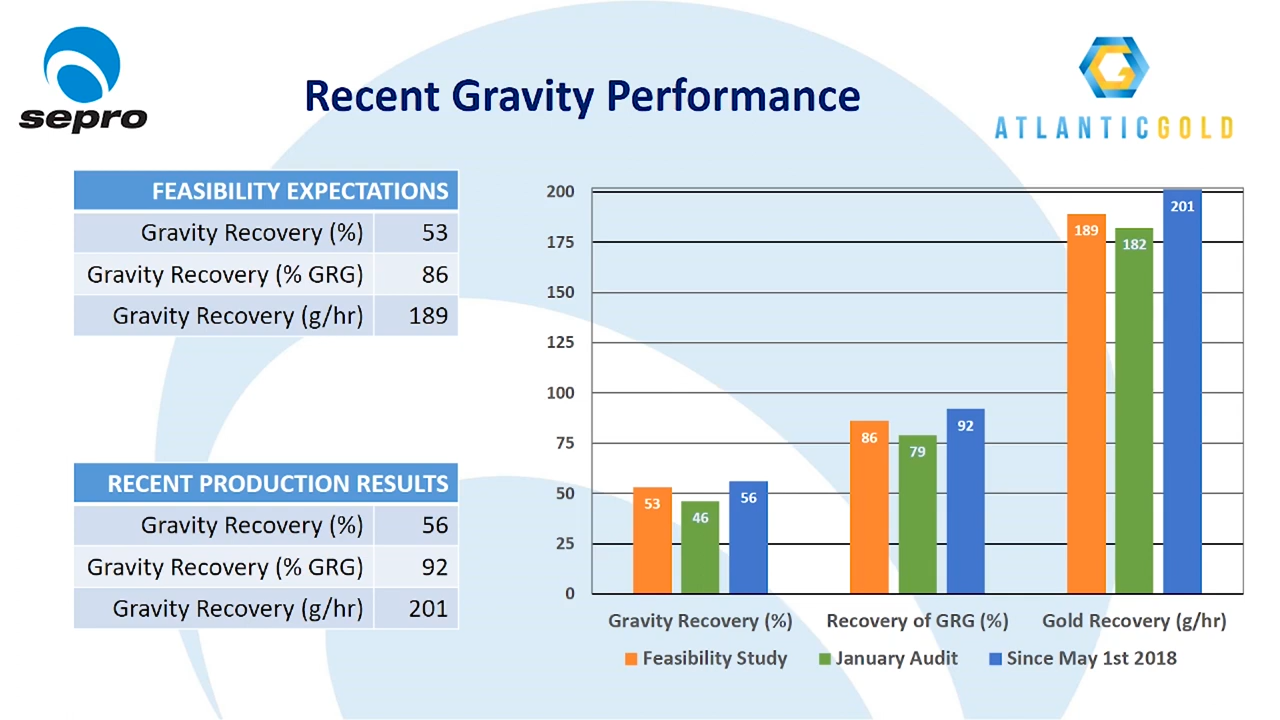 sepro
Recent Gravity Performance
ATLANTICGOLD
FEASIBILITY EXPECTATIONS
Gravity Recovery (%) 53
Gravity Recovery (% GRG) 86
Gravity Recovery (g/hr) 189
RECENT PRODUCTION RESULTS
Gravity Recovery (%) 56
Gravity Recovery (% GRG) 92
Gravity Recovery (g/hr) 201
200
175
150
125
100
75
50
25
0
53 46 56
86 79 92
189 182 201
Gravity Recovery (%) Recovery of GRG (%) Gold Recovery (g/hr)
Feasibility Study January Audit Since May 1st 2018